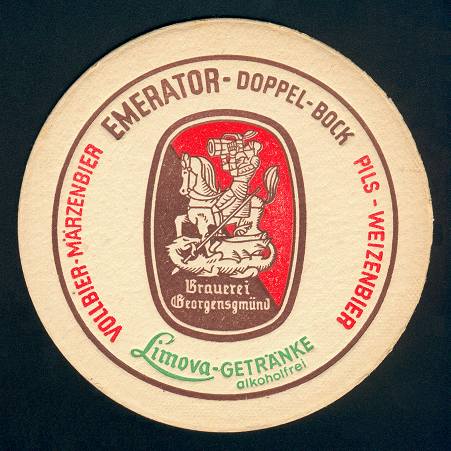 EMERATOR-DOPPEL-BOCK
VOLLBIER-MÄRZENBIER
PILS-WEIZENBIER
Brauerei
Georgensgmünd
Limova-GETRÄNKE
alkoholfrei